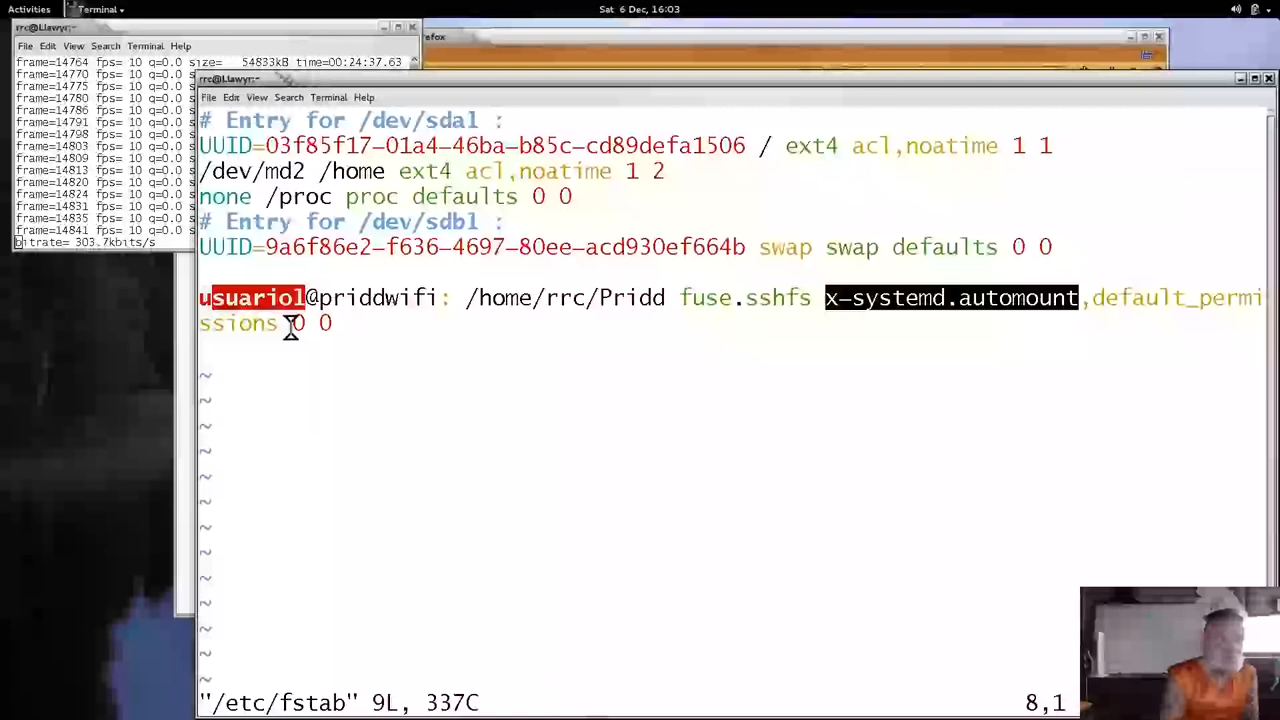 Activities Terminal Sat 6 Dec, 16:03
rrc@Llawyr:~
File Edit View Search Terminal Help
frame=14764 fps= 10 q=0.0 size= 54833kB time=00:24:37.63
frame=14770 fps= 10 q=0.0 s
frame=14775 fps= 10 q=0.0 s
frame=14780 fps= 10 q=0.0 s
frame=14786 fps= 10 q=0.0 s
frame=14791 fps= 10 q=0.0 s
frame=14798 fps= 10 q=0.0 s
frame=14803 fps= 10 q=0.0 s
frame=14809 fps= 10 q=0.0 s
frame=14813 fps= 10 q=0.0 s
frame=14820 fps= 10 q=0.0 s
frame=14824 fps= 10 q=0.0 s
frame=14831 fps= 10 q=0.0 s
frame=14835 fps= 10 q=0.0 s
frame=14841 fps= 10 q=0.0 s
bitrate= 303.7kbits/s
refox
rrc@Llawyr:~
File Edit View Search Terminal Help
# Entry for /dev/sda1 :
UUID=03f85f17-01a4-46ba-b85c-cd89defa1506 / ext4 acl,noatime 1 1
/dev/md2 /home ext4 acl,noatime 1 2
none /proc proc defaults 0 0
# Entry for /dev/sdb1 :
UUID=9a6f86e2-f636-4697-80ee-acd930ef664b swap swap defaults 0 0
usuario1@priddwifi: /home/rrc/Pridd fuse.sshfs x-systemd.automount,default_permi
ssions 0 0
~
~
~
~
~
~
~
~
~
~
~
~
~
"/etc/fstab" 9L, 337C 8,1